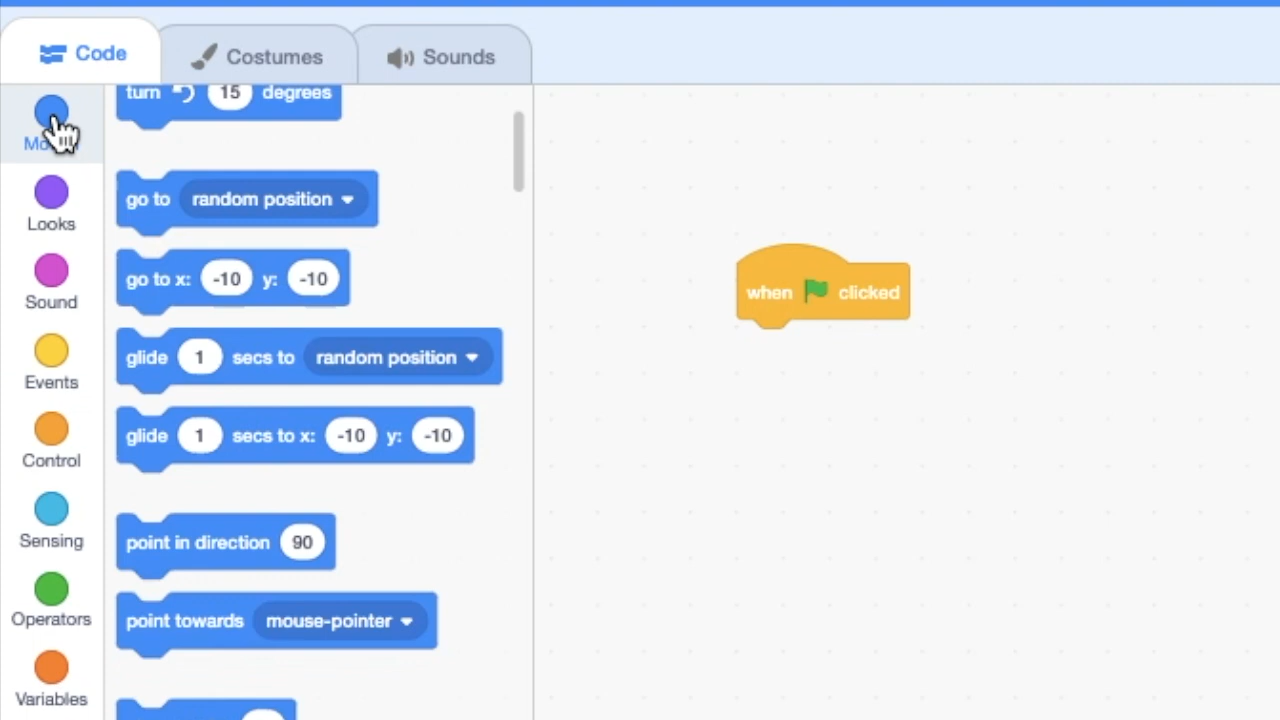 Code
Costumes
Sounds
turn 15 degrees
go to random position
go to x: -10 y: -10
glide 1 secs to random position
glide 1 secs to x: -10 y: -10
point in direction 90
point towards mouse-pointer
Looks
Sound
Events
Control
Sensing
Operators
Variables
when clicked